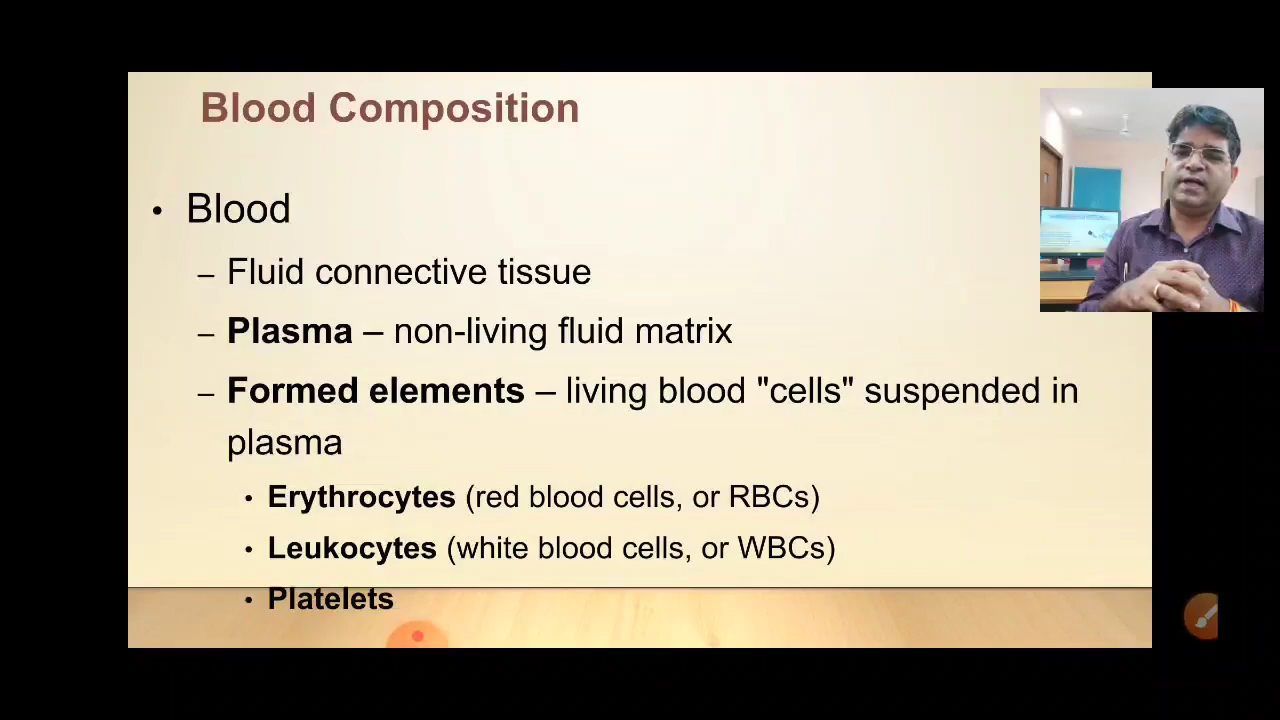 Blood Composition
• Blood
– Fluid connective tissue
– Plasma – non-living fluid matrix
– Formed elements – living blood "cells" suspended in
plasma
• Erythrocytes (red blood cells, or RBCs)
• Leukocytes (white blood cells, or WBCs)
• Platelets